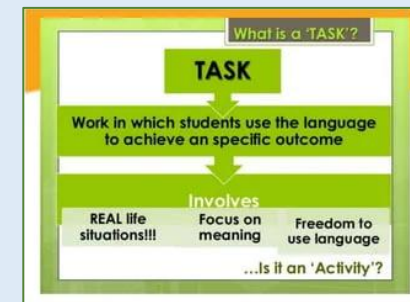 What is a 'TASK'?
TASK
Work in which students use the language
to achieve an specific outcome
Involves
REAL life
situations!!!
Focus on
meaning
Freedom to
use language
...Is it an 'Activity'?